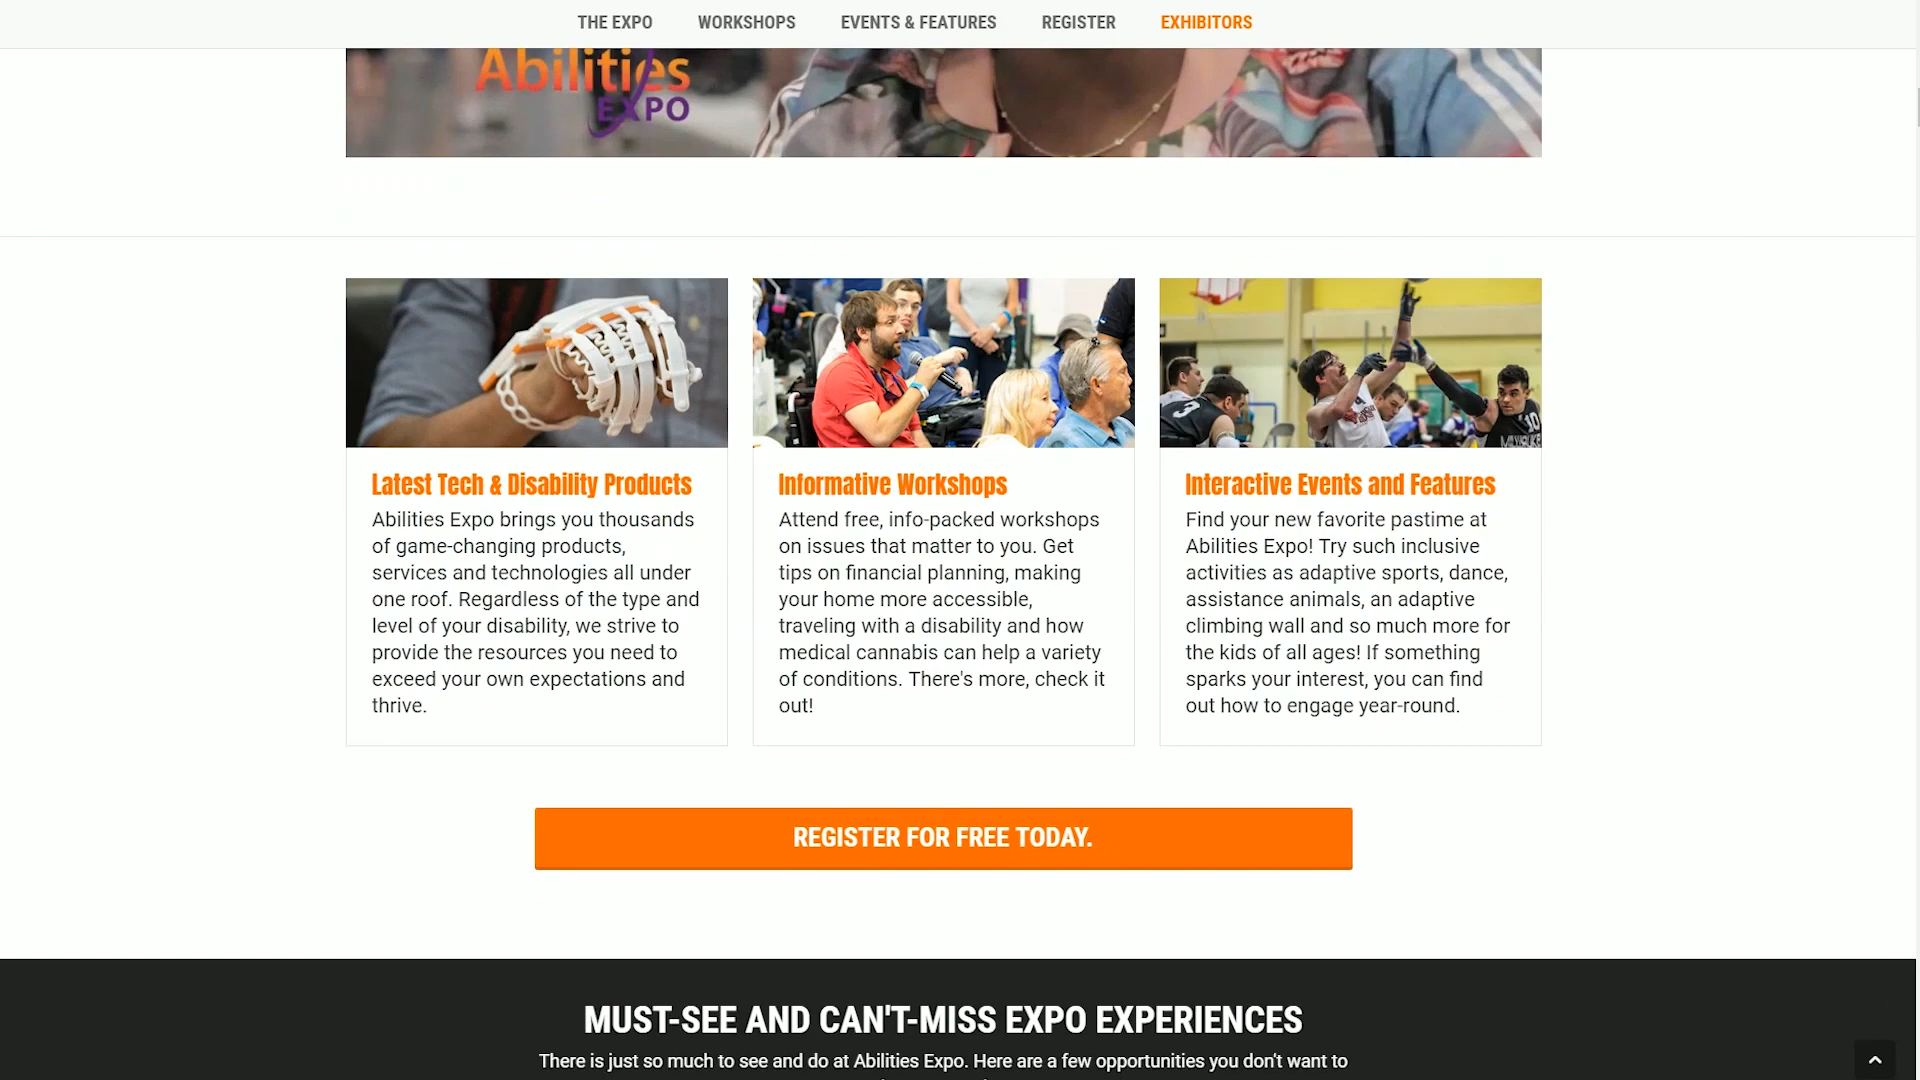 THE EXPO WORKSHOPS EVENTS & FEATURES REGISTER EXHIBITORS
Abilities
EXPO
3
10
Latest Tech & Disability Products
Abilities Expo brings you thousands
of game-changing products,
services and technologies all under
one roof. Regardless of the type and
level of your disability, we strive to
provide the resources you need to
exceed your own expectations and
thrive.
Informative Workshops
Attend free, info-packed workshops
on issues that matter to you. Get
tips on financial planning, making
your home more accessible,
traveling with a disability and how
medical cannabis can help a variety
of conditions. There's more, check it
out!
Interactive Events and Features
Find your new favorite pastime at
Abilities Expo! Try such inclusive
activities as adaptive sports, dance,
assistance animals, an adaptive
climbing wall and so much more for
the kids of all ages! If something
sparks your interest, you can find
out how to engage year-round.
REGISTER FOR FREE TODAY.
MUST-SEE AND CAN'T-MISS EXPO EXPERIENCES
There is just so much to see and do at Abilities Expo. Here are a few opportunities you don't want to